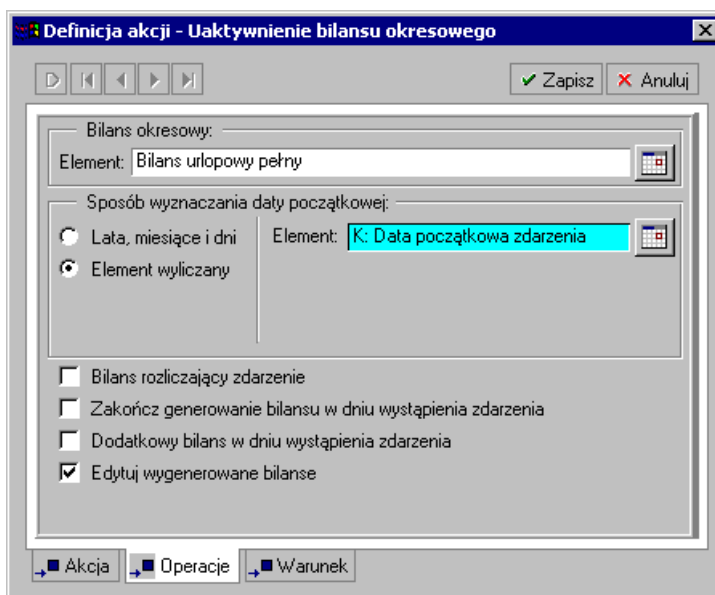 Definicja akcji - Uaktywnienie bilansu okresowego
Zapisz Anuluj
Bilans okresowy:
Element: Bilans urlopowy pełny
Sposób wyznaczania daty początkowej:
Lata, miesiące i dni Element: K: Data początkowa zdarzenia
Element wyliczany
Bilans rozliczający zdarzenie
Zakończ generowanie bilansu w dniu wystąpienia zdarzenia
Dodatkowy bilans w dniu wystąpienia zdarzenia
Edytuj wygenerowane bilanse
Akcja Operacje Warunek